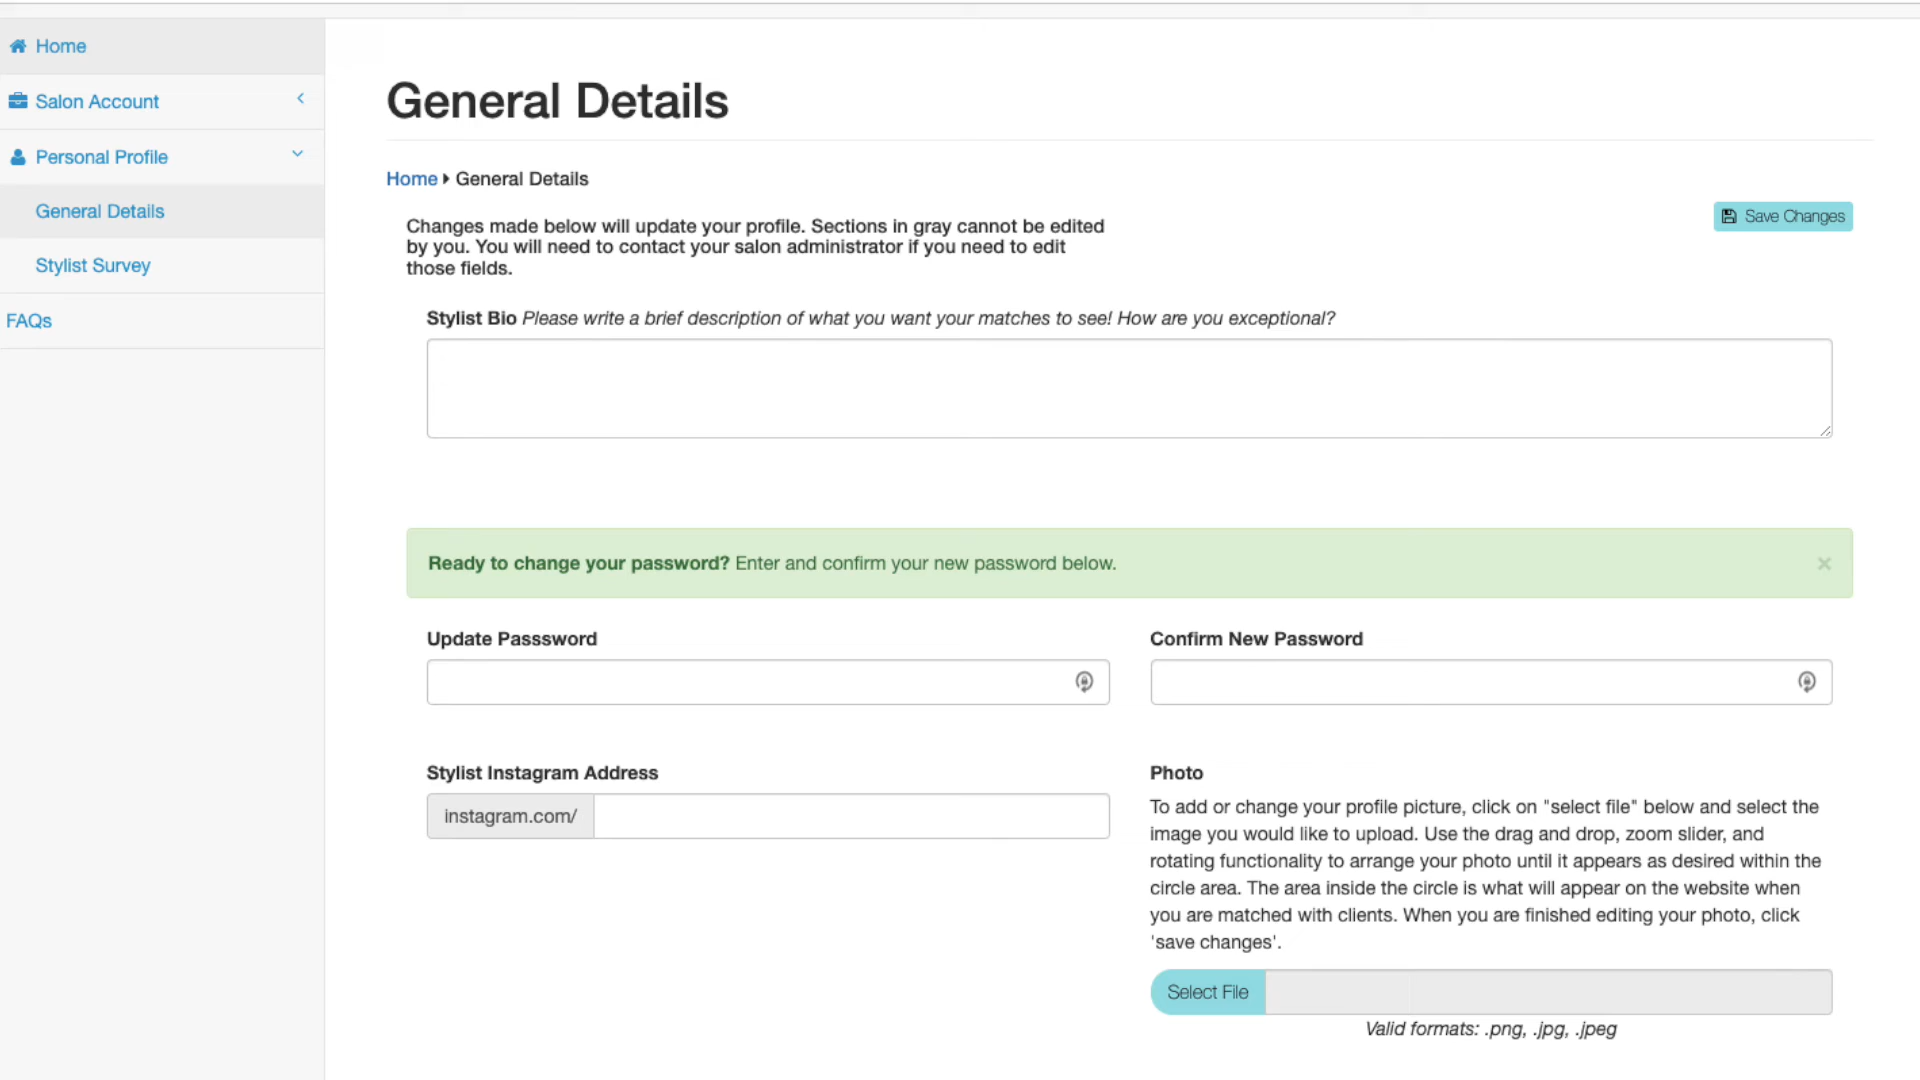 Home
Salon Account
Personal Profile
General Details
Stylist Survey
FAQs
General Details
Home General Details
Changes made below will update your profile. Sections in gray cannot be edited
by you. You will need to contact your salon administrator if you need to edit
those fields.
Save Changes
Stylist Bio Please write a brief description of what you want your matches to see! How are you exceptional?
Ready to change your password? Enter and confirm your new password below.
×
Update Passsword
Confirm New Password
Stylist Instagram Address
instagram.com/
Photo
To add or change your profile picture, click on "select file" below and select the
image you would like to upload. Use the drag and drop, zoom slider, and
rotating functionality to arrange your photo until it appears as desired within the
circle area. The area inside the circle is what will appear on the website when
you are matched with clients. When you are finished editing your photo, click
'save changes'.
Select File
Valid formats: .png, .jpg, .jpeg